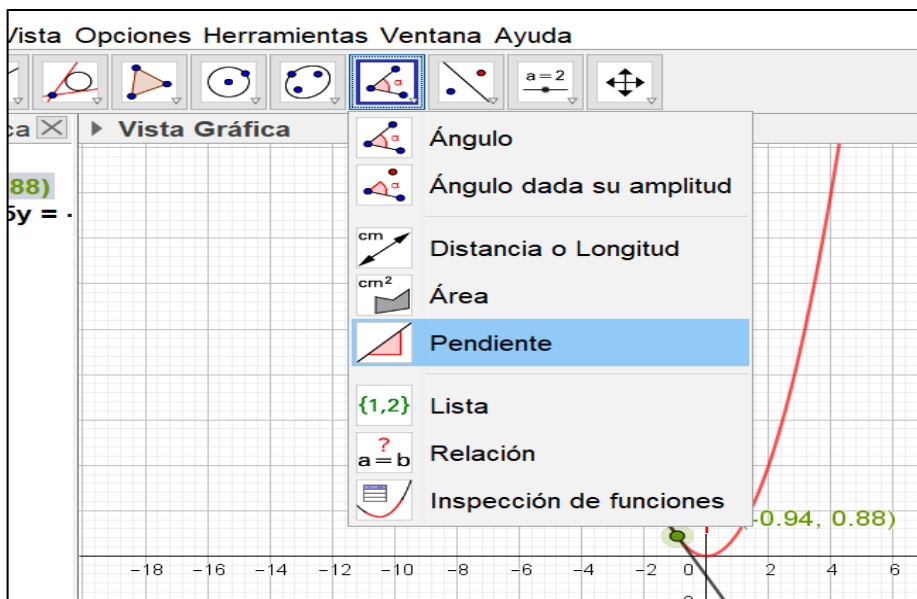 Vista Opciones Herramientas Ventana Ayuda
a=2
ca
Vista Gráfica
88)
5y = -
α Ángulo
α Ángulo dada su amplitud
cm Distancia o Longitud
cm² Área
Pendiente
{1,2} Lista
? a=b Relación
Inspección de funciones
-0.94, 0.88)
-18 -16 -14 -12 -10 -8 -6 -4 -2 0 2 4 6